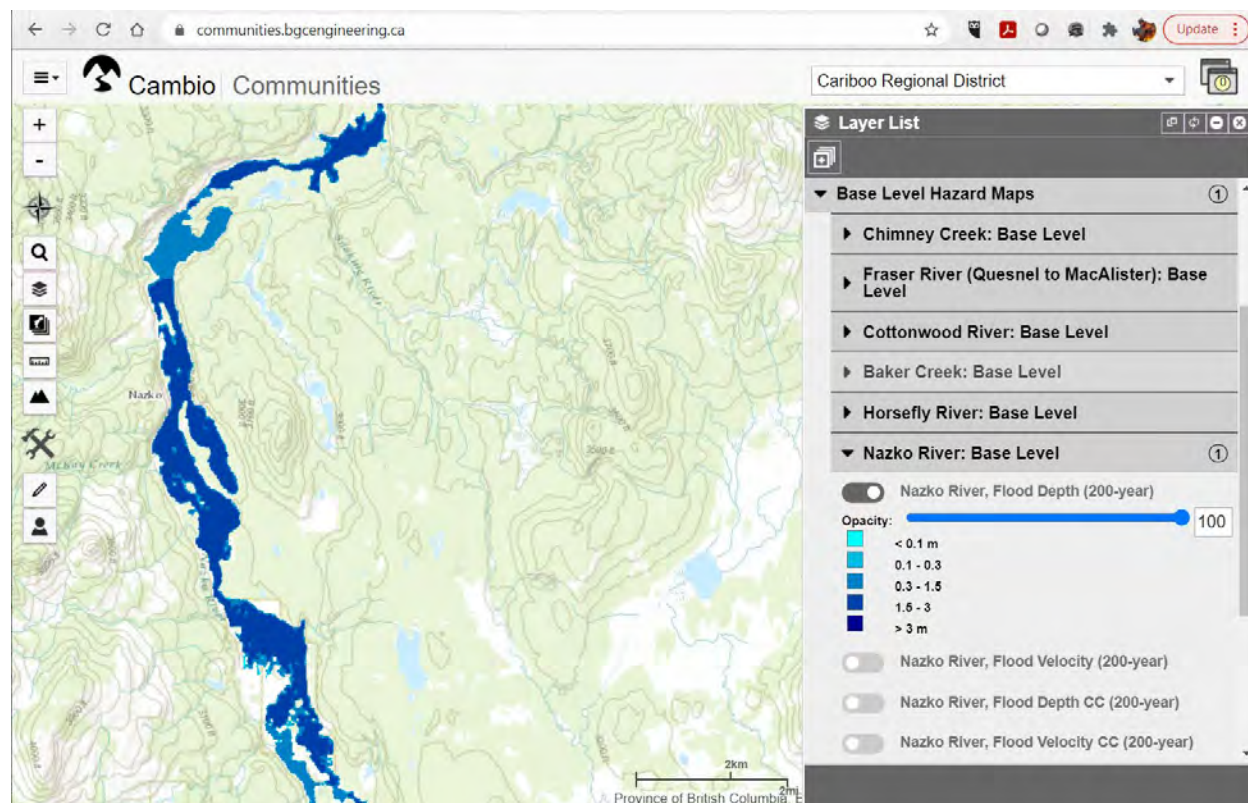 communities.bgcengineering.ca
Update
Cambio Communities
Cariboo Regional District
0
+
-
Layer List
Base Level Hazard Maps 1
Chimney Creek: Base Level
Fraser River (Quesnel to MacAlister): Base
Level
Cottonwood River: Base Level
Baker Creek: Base Level
Horsefly River: Base Level
Nazko River: Base Level 1
Nazko River, Flood Depth (200-year)
Opacity: 100
< 0.1 m
0.1 - 0.3
0.3 - 1.5
1.5 - 3
> 3 m
Nazko River, Flood Velocity (200-year)
Nazko River, Flood Depth CC (200-year)
Nazko River, Flood Velocity CC (200-year)
Nazko
Nazko River
2km
2mi
Province of British Columbia, E